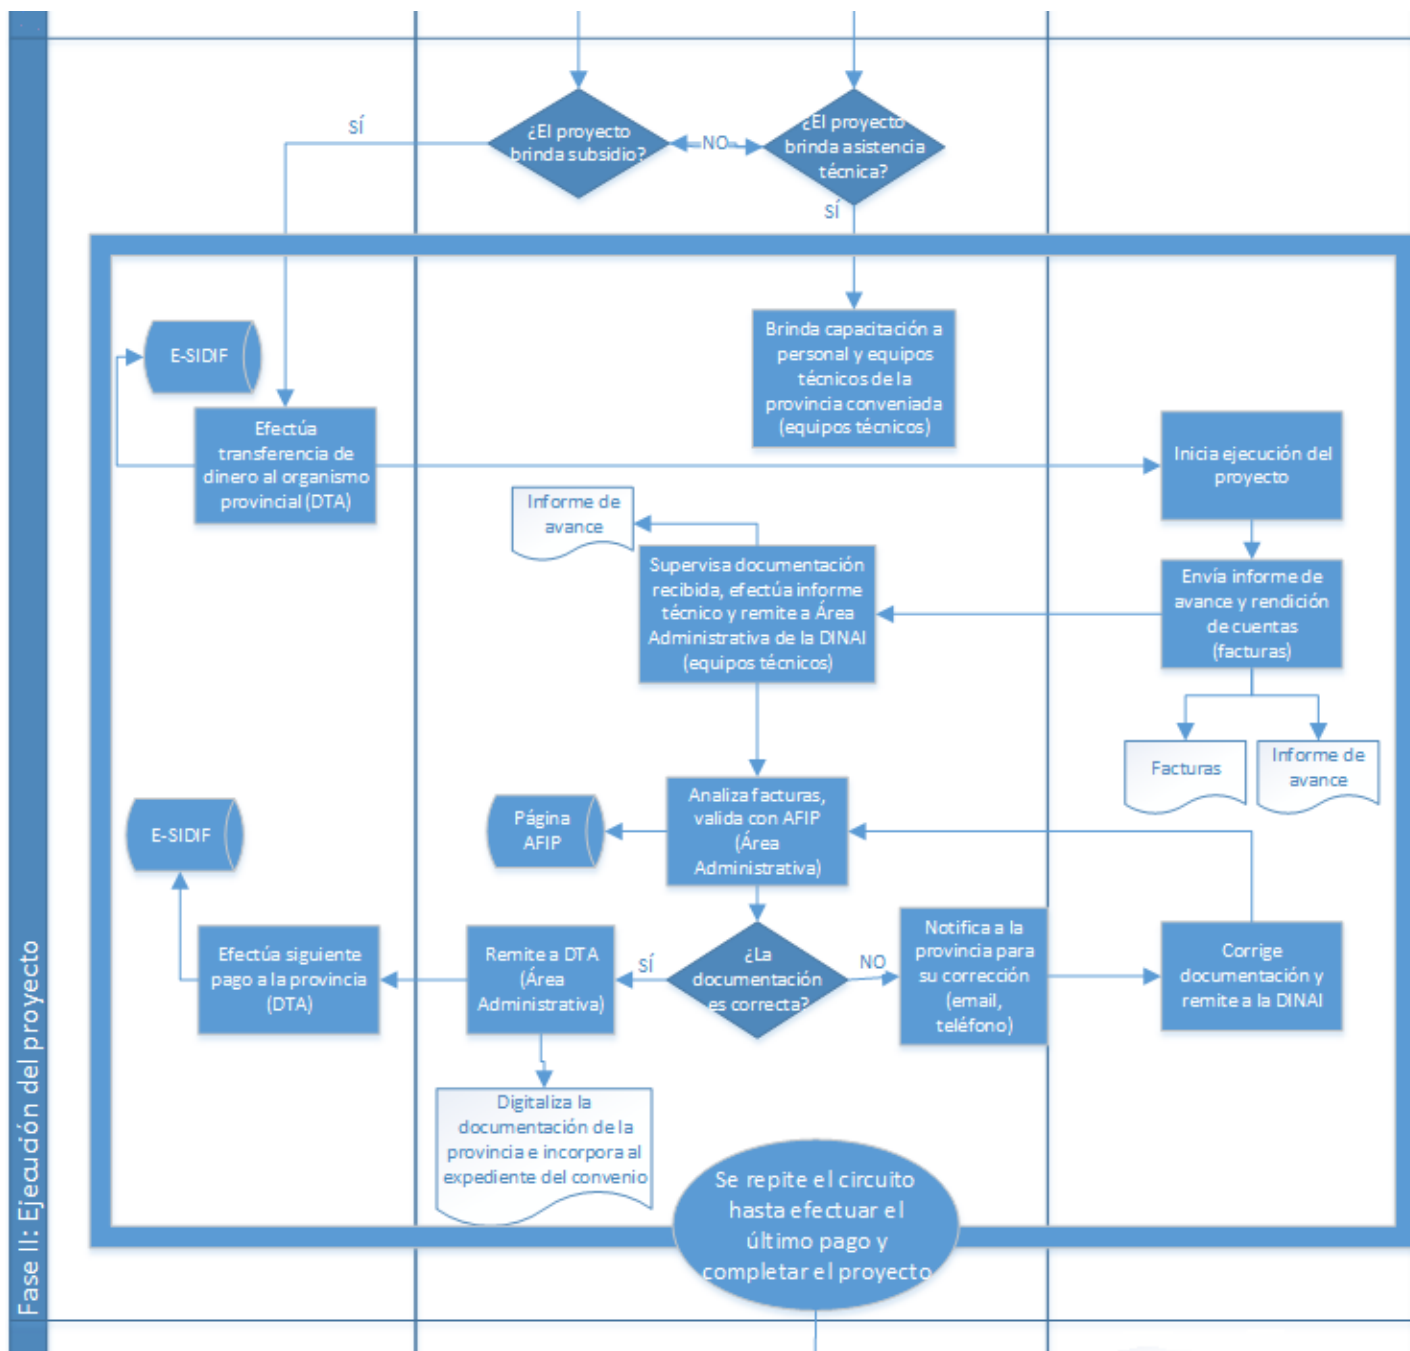 ¿El proyecto
brinda subsidio?
¿El proyecto
brinda asistencia
técnica?
SÍ
NO
SÍ
E-SIDIF
Brinda capacitación a
personal y equipos
técnicos de la
provincia conveniada
(equipos técnicos)
Efectúa
transferencia de
dinero al organismo
provincial (DTA)
Inicia ejecución del
proyecto
Informe de
avance
Supervisa documentación
recibida, efectúa informe
técnico y remite a Área
Administrativa de la DINAI
(equipos técnicos)
Envía informe de
avance y rendición
de cuentas
(facturas)
Facturas
Informe de
avance
E-SIDIF
Página
AFIP
Analiza facturas,
valida con AFIP
(Área
Administrativa)
Efectúa siguiente
pago a la provincia
(DTA)
Remite a DTA
(Área
Administrativa)
SÍ
¿La
documentación
es correcta?
NO
Notifica a la
provincia para
su corrección
(email,
teléfono)
Corrige
documentación y
remite a la DINAI
Digitaliza la
documentación de la
provincia e incorpora al
expediente del convenio
Se repite el circuito
hasta efectuar el
último pago y
completar el proyecto
Fase II: Ejecución del proyecto